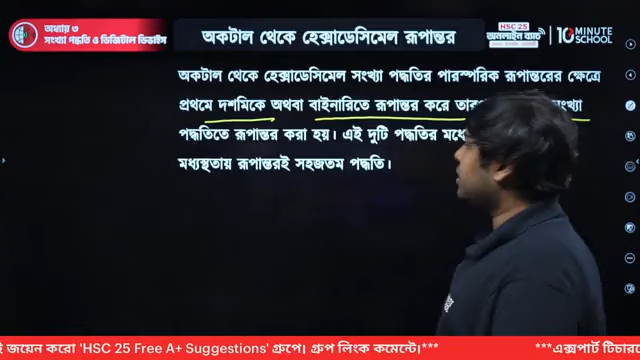 অধ্যায় ৩
সংখ্যা পদ্ধতি ও ডিজিটাল ডিভাইস
অকটাল থেকে হেক্সাডেসিমেল রূপান্তর
HSC 25
অনলাইন ব্যাচ
10 MINUTE SCHOOL
অকটাল থেকে হেক্সাডেসিমেল সংখ্যা পদ্ধতির পারস্পরিক রূপান্তরের ক্ষেত্রে
প্রথমে দশমিকে অথবা বাইনারিতে রূপান্তর করে
পদ্ধতিতে রূপান্তর করা হয়। এই দুটি পদ্ধতির
মধ্যস্থতায় রূপান্তরই সহজতম পদ্ধতি।
জয়েন করো 'HSC 25 Free A+ Suggestions' গ্রুপে। গ্রুপ লিংক কমেন্টে।*** ***এক্সপার্ট